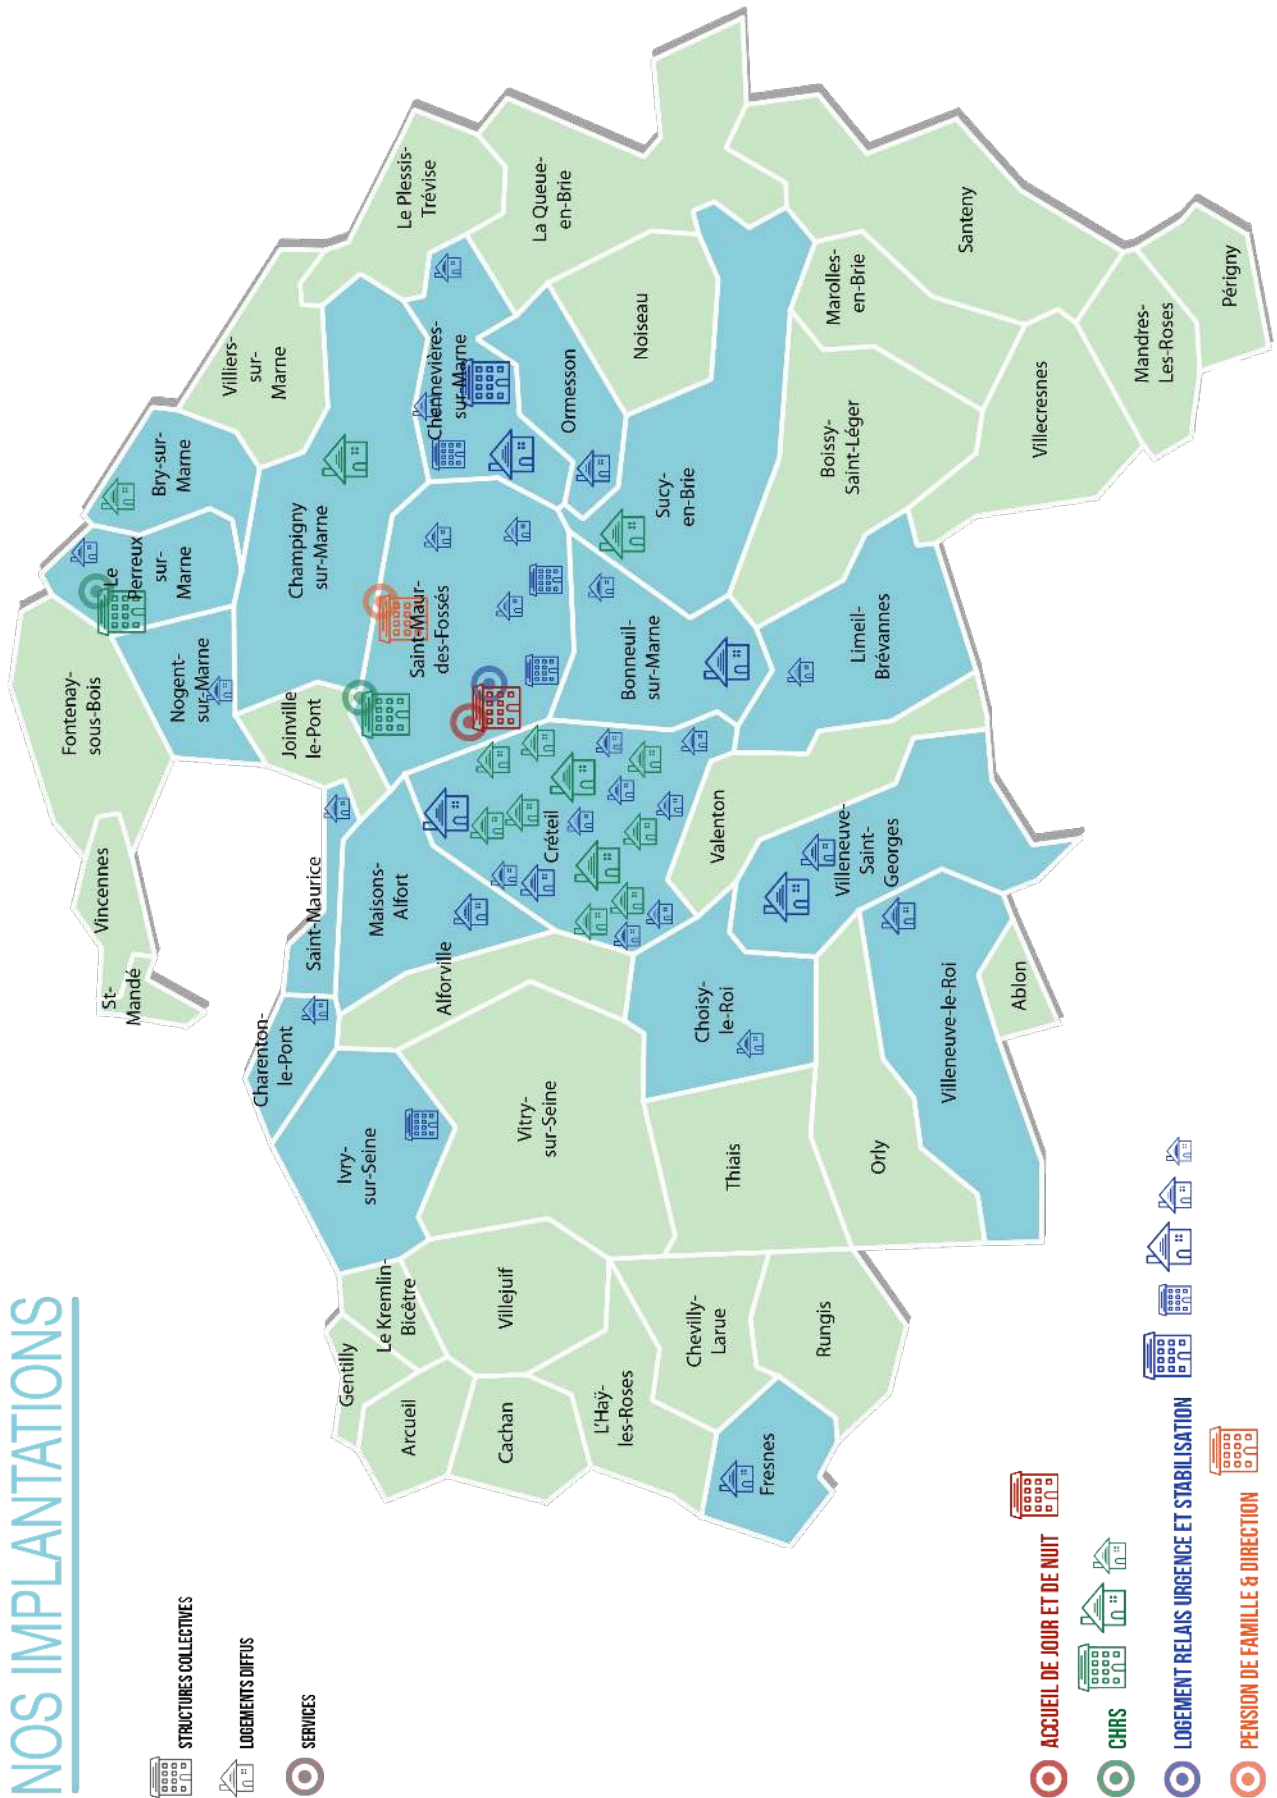 NOS IMPLANTATIONS
STRUCTURES COLLECTIVES
LOGEMENTS DIFFUS
SERVICES
St-
Mandé
Vincennes
Fontenay-
sous-Bois
Nogent-
sur-Marne
Le
Perreux
sur-
Marne
Bry-sur-
Marne
Villiers-
sur-
Marne
Le Plessis-
Trévise
Charenton-
le-Pont
Saint-Maurice
Joinville
le-Pont
Champigny
sur-Marne
Chennevières-
sur-Marne
La Queue-
en-Brie
Gentilly
Le Kremlin-
Bicêtre
Ivry-
sur-Seine
Maisons-
Alfort
Alforville
Saint-Maur-
des-Fossés
Ormesson
Noiseau
Arcueil
Cachan
Villejuif
Vitry-
sur-Seine
Créteil
Bonneuil-
sur-Marne
Sucy-
en-Brie
L'Haÿ-
les-Roses
Chevilly-
Larue
Thiais
Choisy-
le-Roi
Valenton
Limeil-
Brévannes
Boissy-
Saint-Léger
Marolles-
en-Brie
Santeny
Fresnes
Rungis
Orly
Villeneuve-
Saint-
Georges
Villeneuve-le-Roi
Ablon
Villecresnes
Mandres-
Les-Roses
Périgny
ACCUEIL DE JOUR ET DE NUIT
CHRS
LOGEMENT RELAIS URGENCE ET STABILISATION
PENSION DE FAMILLE & DIRECTION